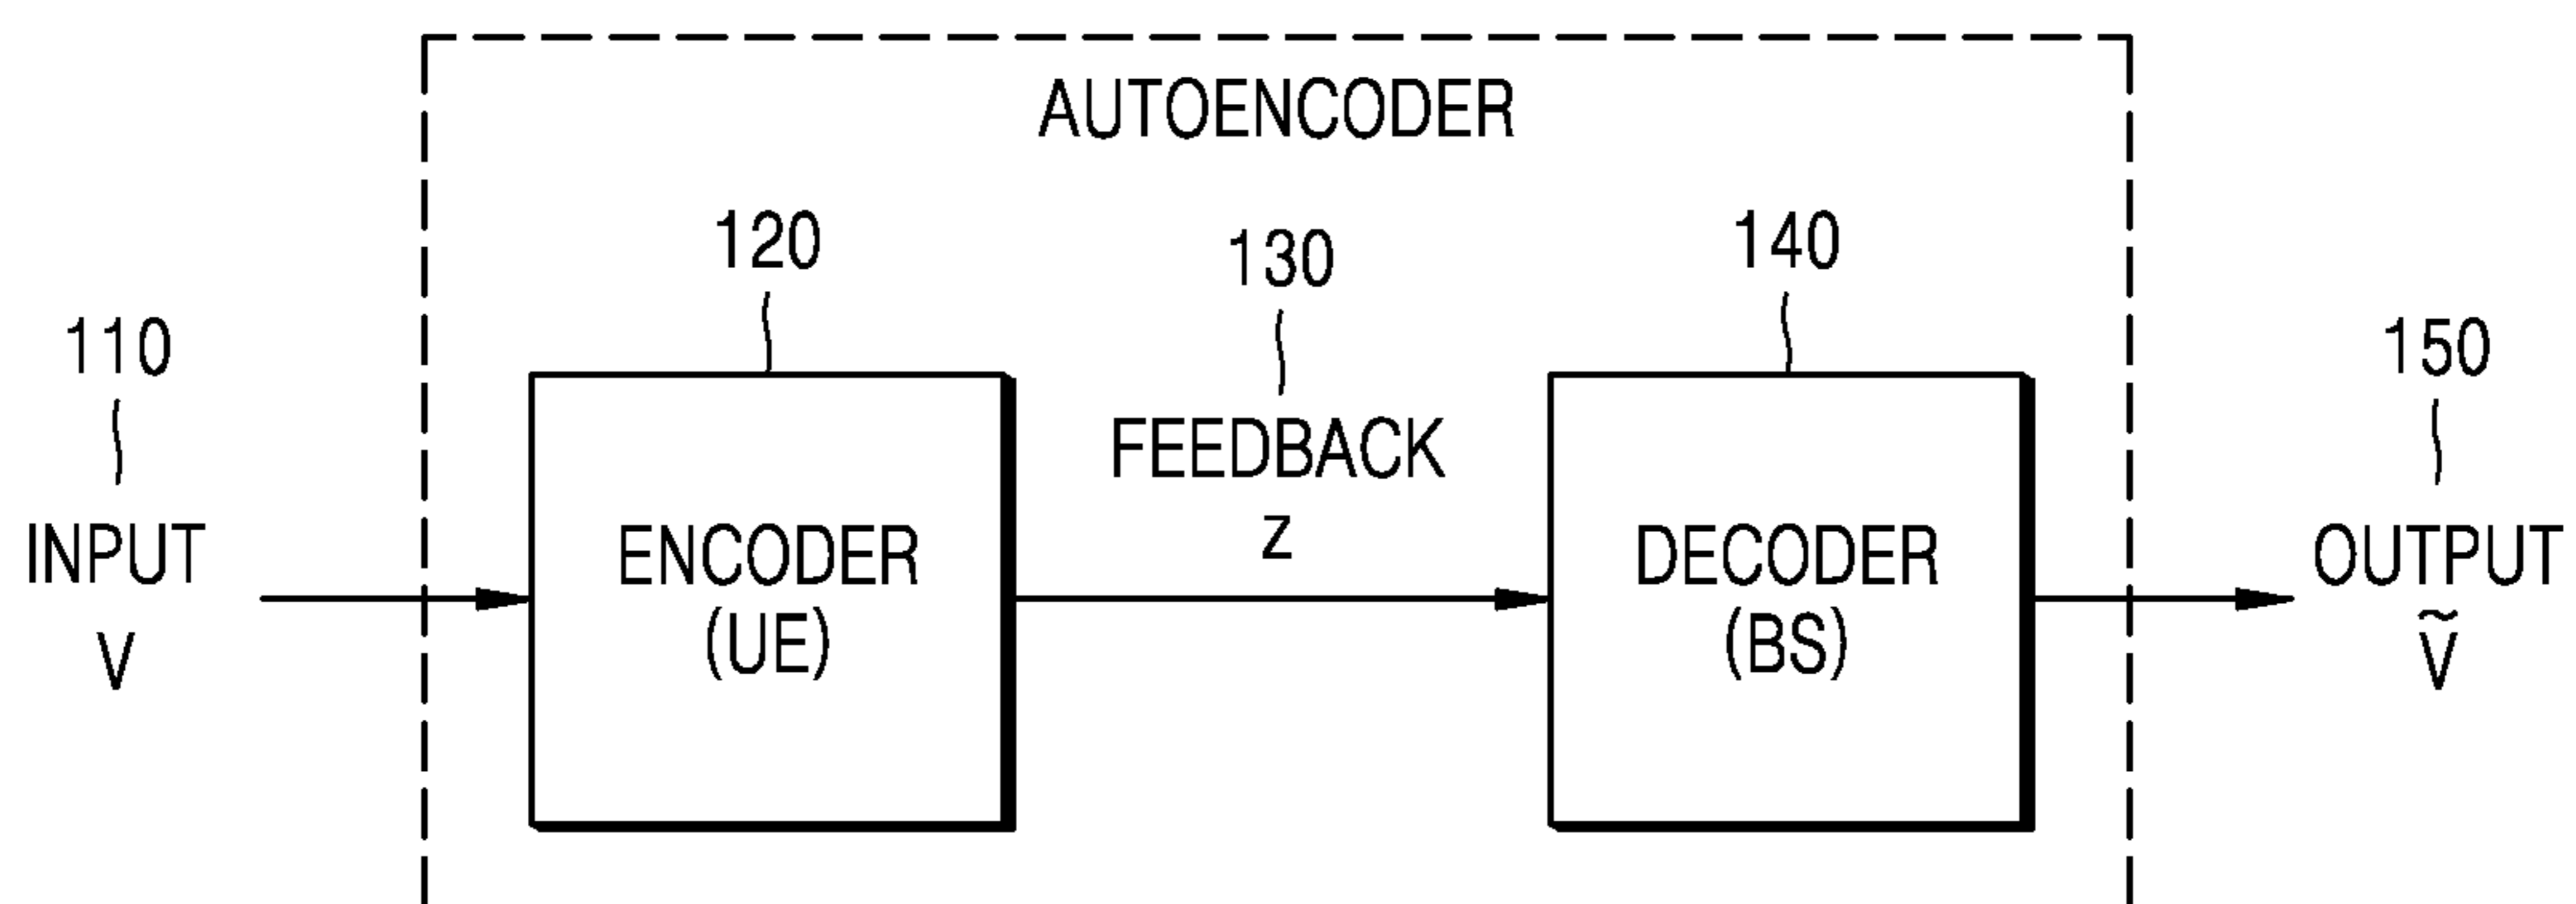 AUTOENCODER
110
INPUT
V
120
ENCODER
(UE)
130
FEEDBACK
Z
140
DECODER
(BS)
150
OUTPUT
Ṽ